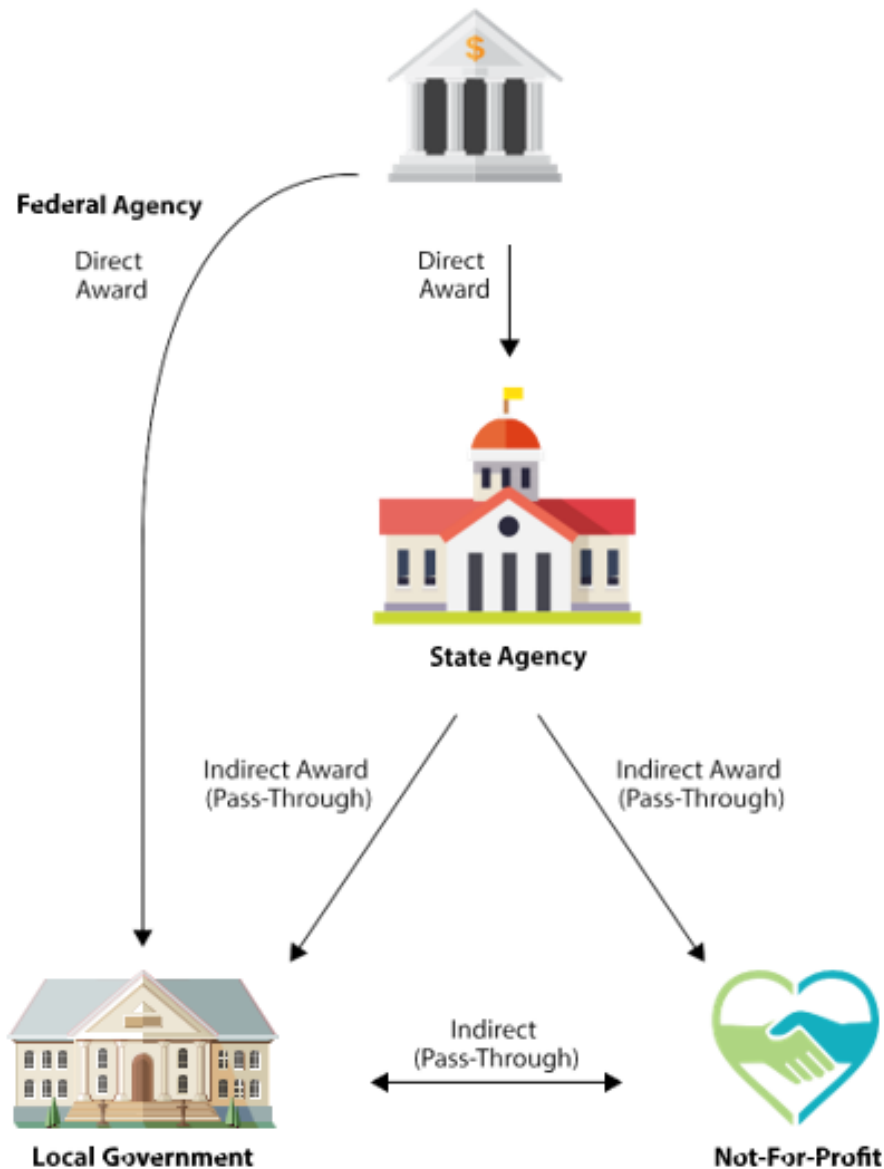 $
Federal Agency
Direct
Award
Direct
Award
State Agency
Indirect Award
(Pass-Through)
Indirect Award
(Pass-Through)
Indirect
(Pass-Through)
Local Government
Not-For-Profit